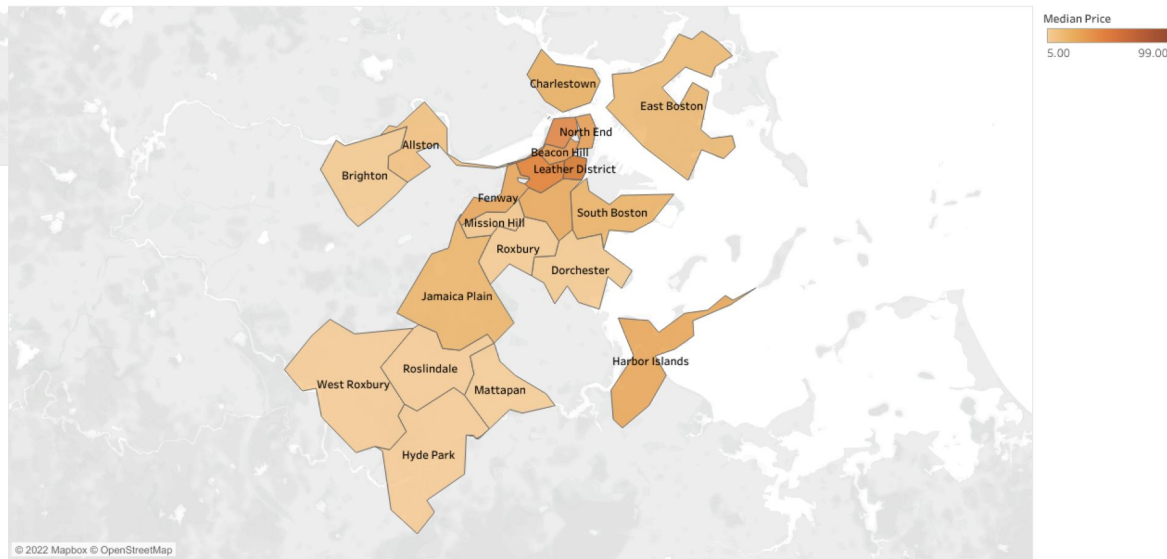 Median Price
5.00 99.00
Charlestown
East Boston
North End
Allston
Beacon Hill
Leather District
Brighton
Fenway
South Boston
Mission Hill
Roxbury
Dorchester
Jamaica Plain
Harbor Islands
Roslindale
West Roxbury
Mattapan
Hyde Park
© 2022 Mapbox © OpenStreetMap